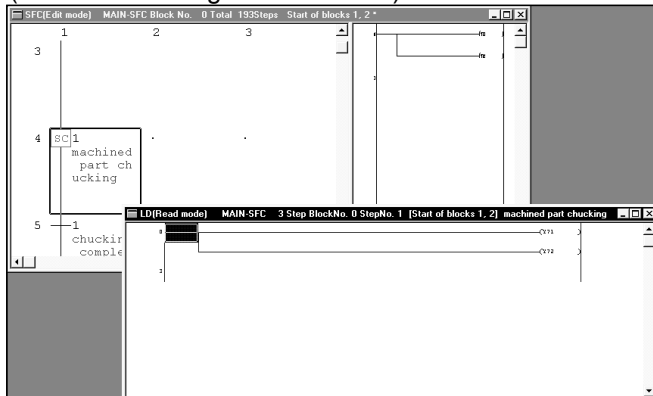 SFC(Edit mode) MAIN-SFC Block No. 0 Total 193Steps Start of blocks 1, 2 *
1 2 3
3
4 SC 1
machined
part ch
ucking
5 1
chuckin
comple
LD(Read mode) MAIN-SFC 3 Step BlockNo. 0 StepNo. 1 [Start of blocks 1, 2] machined part chucking
0 (Y71 )
(Y72 )
3